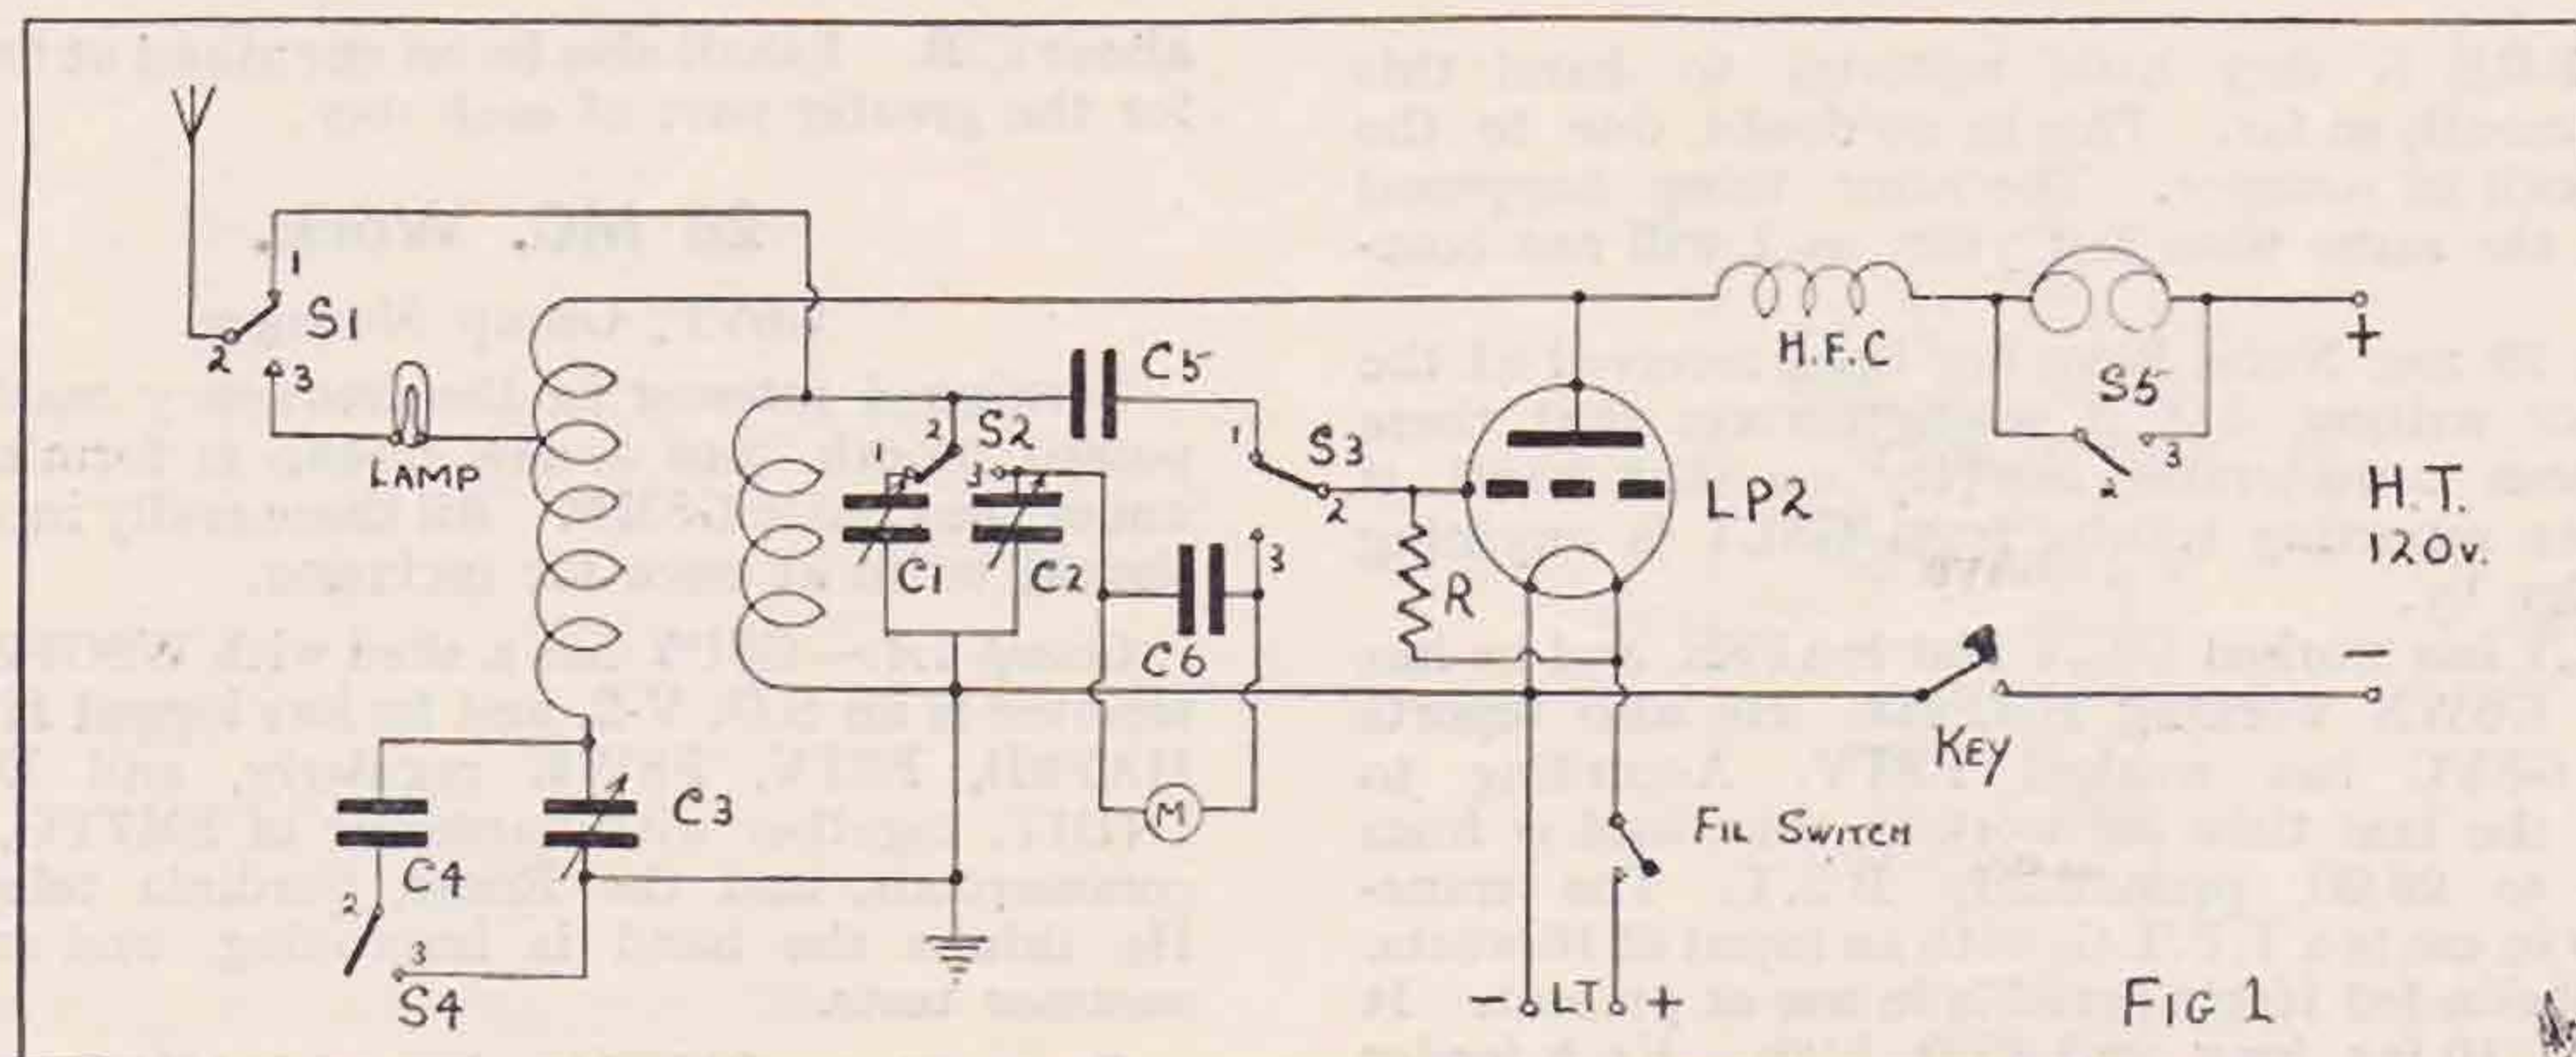 1
S1
2
3
LAMP
H.F.C
+
S5
2
3
H.T.
120v.
C5
2
S2
1
3
C1
C2
1
S3
2
3
C6
LP2
R
-
KEY
M
FIL SWITCH
C3
C4
2
3
S4
- LT +
FIG 1